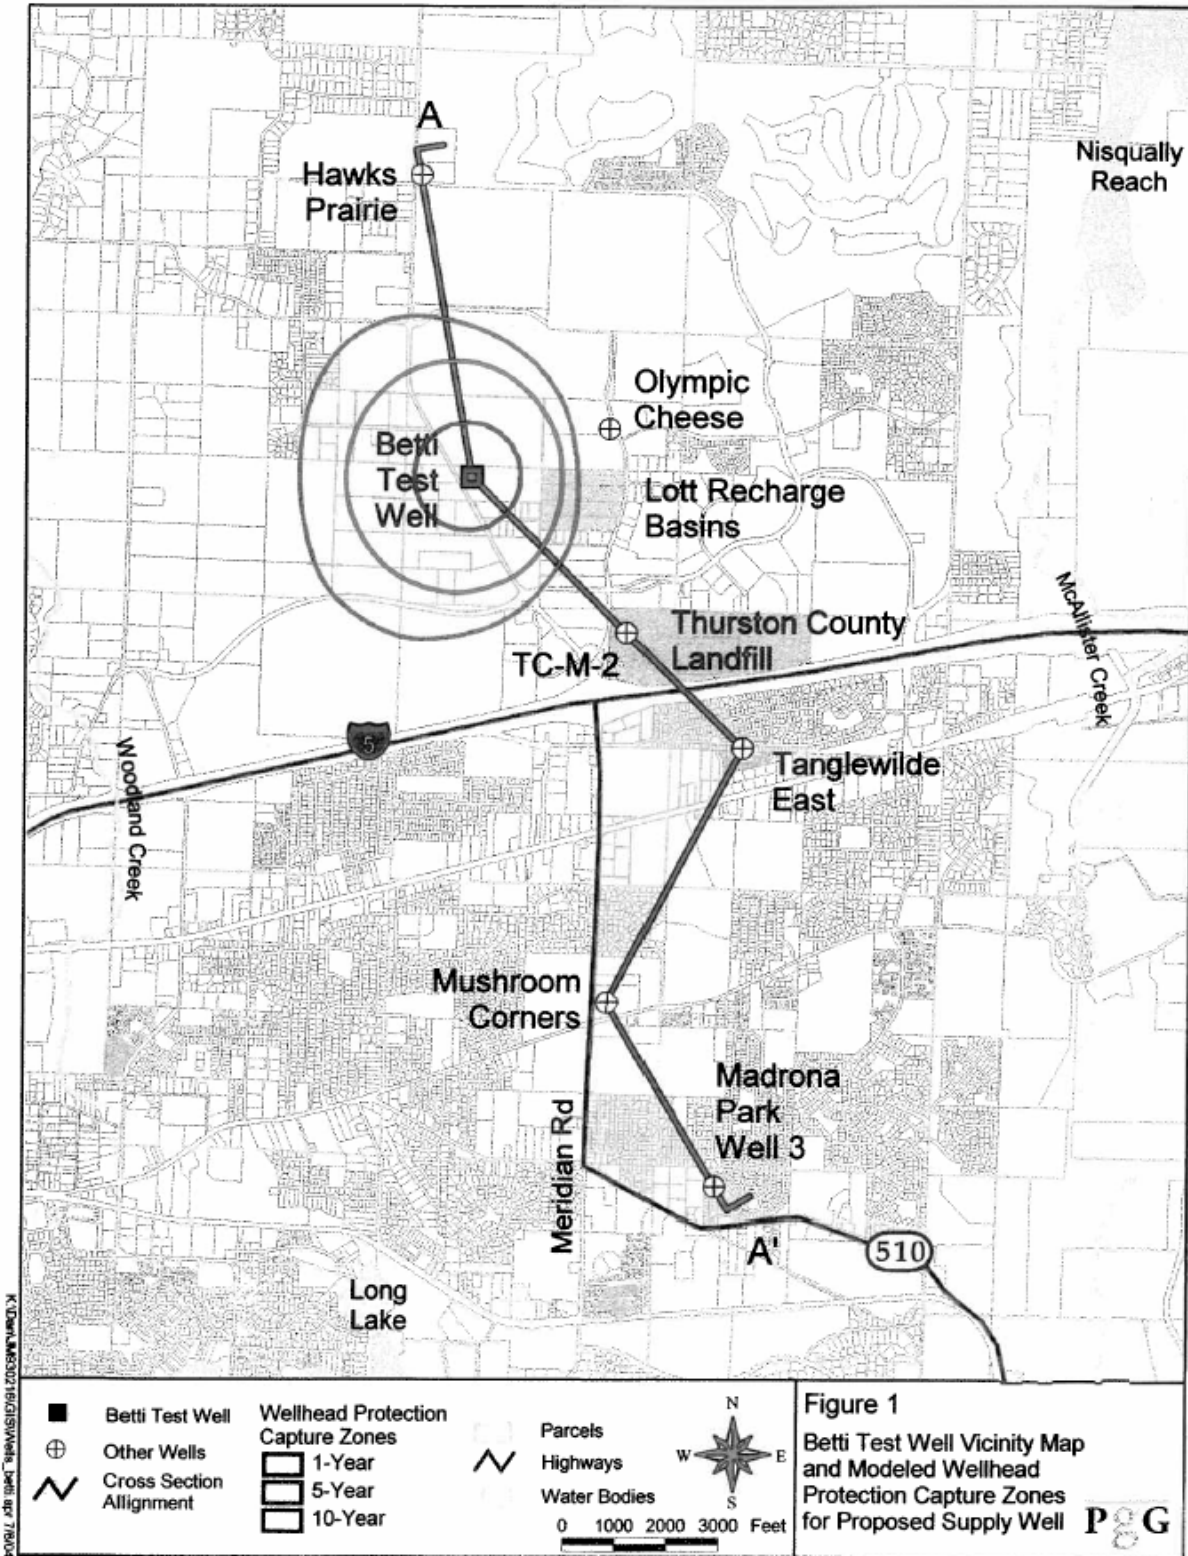 A
Hawks
Prairie
Nisqually
Reach
Olympic
Cheese
Betti
Test
Well
Lott Recharge
Basins
McAllister Creek
Thurston County
Landfill
TC-M-2
5
Woodland Creek
Tanglewilde
East
Mushroom
Corners
Madrona
Park
Well 3
Meridian Rd
A'
510
Long
Lake
Betti Test Well
Other Wells
Cross Section
Allignment
Wellhead Protection
Capture Zones
1-Year
5-Year
10-Year
Parcels
Highways
Water Bodies
N
W
E
S
0 1000 2000 3000 Feet
Figure 1
Betti Test Well Vicinity Map
and Modeled Wellhead
Protection Capture Zones
for Proposed Supply Well
P G